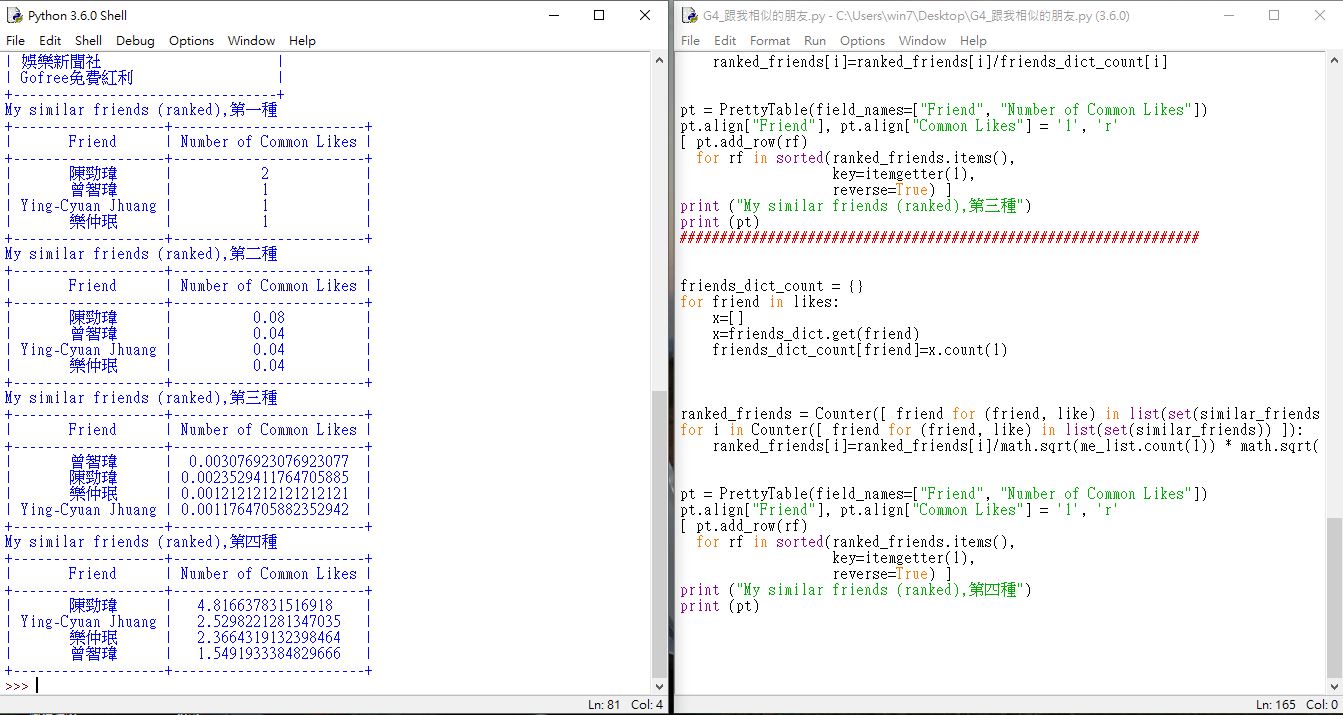 Python 3.6.0 Shell
File Edit Shell Debug Options Window Help
| 娛樂新聞社 |
| Gofree免費紅利 |
+--------------------------------+
My similar friends (ranked),第一種
+-------------------+------------------------+
| Friend | Number of Common Likes |
+-------------------+------------------------+
| 陳勁瑋 | 2 |
| 曾智瑋 | 1 |
| Ying-Cyuan Jhuang | 1 |
| 樂仲珉 | 1 |
+-------------------+------------------------+
My similar friends (ranked),第二種
+-------------------+------------------------+
| Friend | Number of Common Likes |
+-------------------+------------------------+
| 陳勁瑋 | 0.08 |
| 曾智瑋 | 0.04 |
| Ying-Cyuan Jhuang | 0.04 |
| 樂仲珉 | 0.04 |
+-------------------+------------------------+
My similar friends (ranked),第三種
+-------------------+------------------------+
| Friend | Number of Common Likes |
+-------------------+------------------------+
| 曾智瑋 | 0.003076923076923077 |
| 陳勁瑋 | 0.0023529411764705885 |
| 樂仲珉 | 0.0012121212121212121 |
| Ying-Cyuan Jhuang | 0.0011764705882352942 |
+-------------------+------------------------+
My similar friends (ranked),第四種
+-------------------+------------------------+
| Friend | Number of Common Likes |
+-------------------+------------------------+
| 陳勁瑋 | 4.816637831516918 |
| Ying-Cyuan Jhuang | 2.5298221281347035 |
| 樂仲珉 | 2.3664319132398464 |
| 曾智瑋 | 1.5491933384829666 |
+-------------------+------------------------+
>>>
Ln: 81 Col: 4
G4_跟我相似的朋友.py - C:\Users\win7\Desktop\G4_跟我相似的朋友.py (3.6.0)
File Edit Format Run Options Window Help
    ranked_friends[i]=ranked_friends[i]/friends_dict_count[i]
pt = PrettyTable(field_names=["Friend", "Number of Common Likes"])
pt.align["Friend"], pt.align["Common Likes"] = 'l', 'r'
[ pt.add_row(rf)
  for rf in sorted(ranked_friends.items(),
                   key=itemgetter(1),
                   reverse=True) ]
print ("My similar friends (ranked),第三種")
print (pt)
#################################################################
friends_dict_count = {}
for friend in likes:
    x=[]
    x=friends_dict.get(friend)
    friends_dict_count[friend]=x.count(1)
ranked_friends = Counter([ friend for (friend, like) in list(set(similar_friends
for i in Counter([ friend for (friend, like) in list(set(similar_friends)) ]):
    ranked_friends[i]=ranked_friends[i]/math.sqrt(me_list.count(1)) * math.sqrt(
pt = PrettyTable(field_names=["Friend", "Number of Common Likes"])
pt.align["Friend"], pt.align["Common Likes"] = 'l', 'r'
[ pt.add_row(rf)
  for rf in sorted(ranked_friends.items(),
                   key=itemgetter(1),
                   reverse=True) ]
print ("My similar friends (ranked),第四種")
print (pt)
Ln: 165 Col: 0